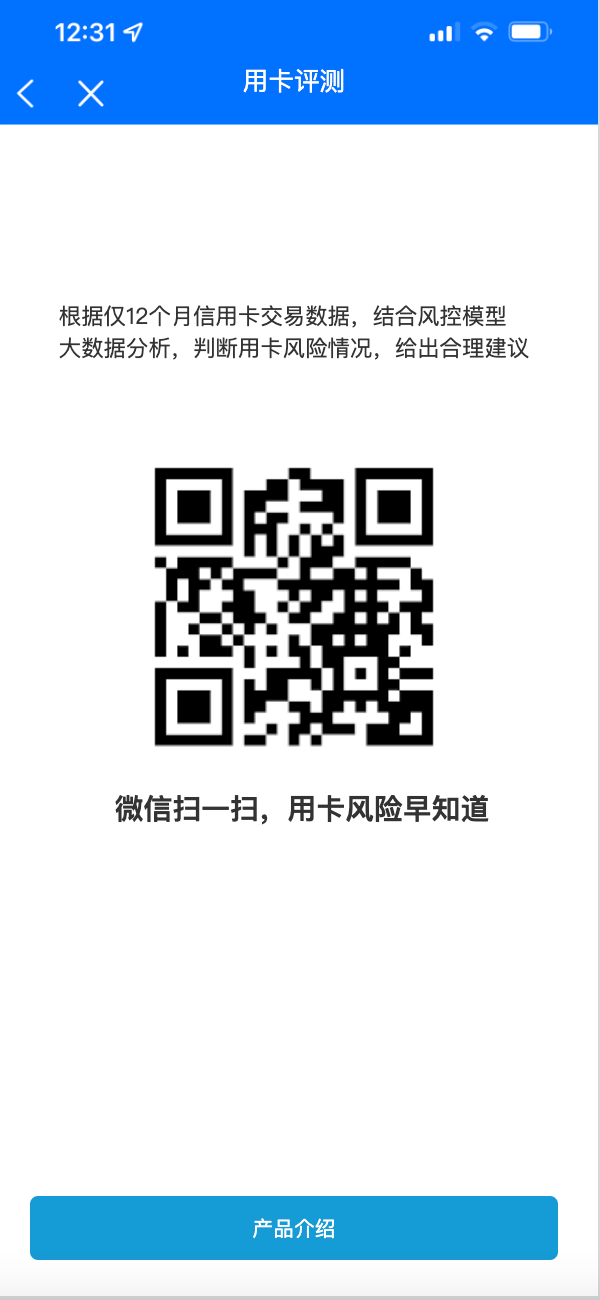 12:31
用卡评测
根据仅12个月信用卡交易数据，结合风控模型
大数据分析，判断用卡风险情况，给出合理建议
微信扫一扫，用卡风险早知道
产品介绍